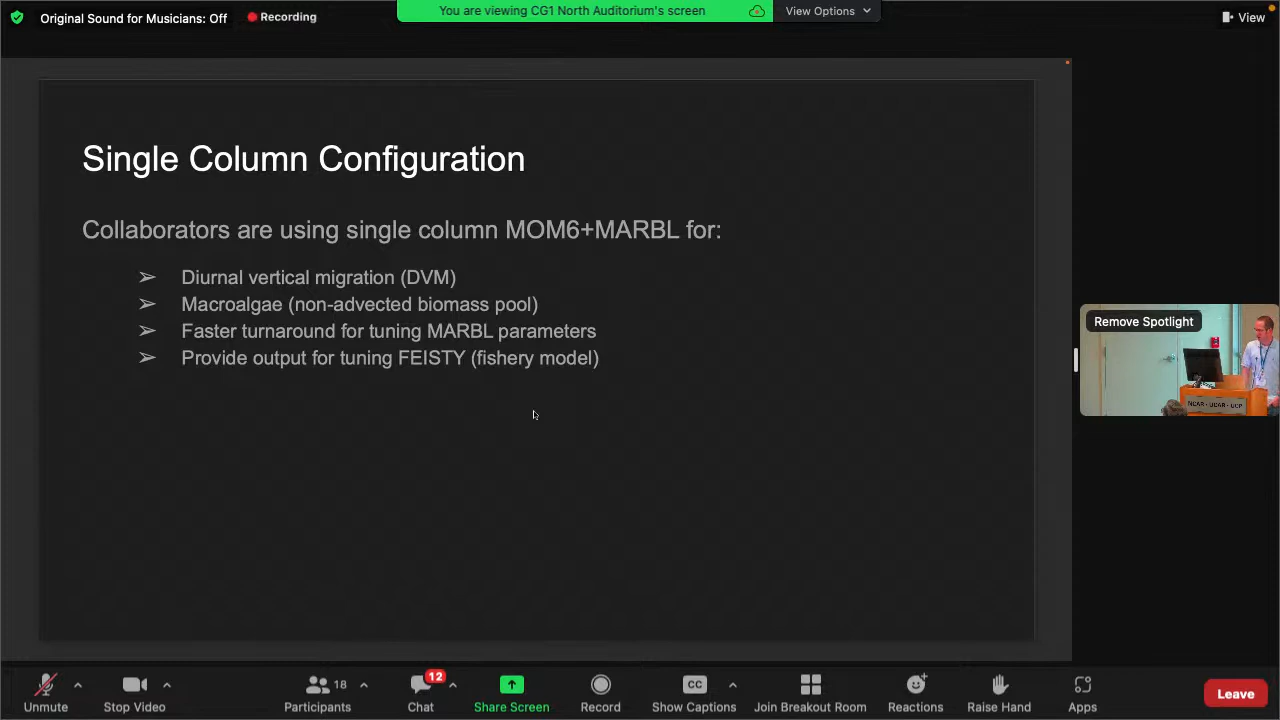 Original Sound for Musicians: Off
Recording
You are viewing CG1 North Auditorium's screen
View Options
View
Single Column Configuration
Collaborators are using single column MOM6+MARBL for:
➢ Diurnal vertical migration (DVM)
➢ Macroalgae (non-advected biomass pool)
➢ Faster turnaround for tuning MARBL parameters
➢ Provide output for tuning FEISTY (fishery model)
Remove Spotlight
NCAR • UCAR • UCP
Unmute
Stop Video
18
Participants
12
Chat
Share Screen
Record
CC
Show Captions
Join Breakout Room
Reactions
Raise Hand
Apps
Leave